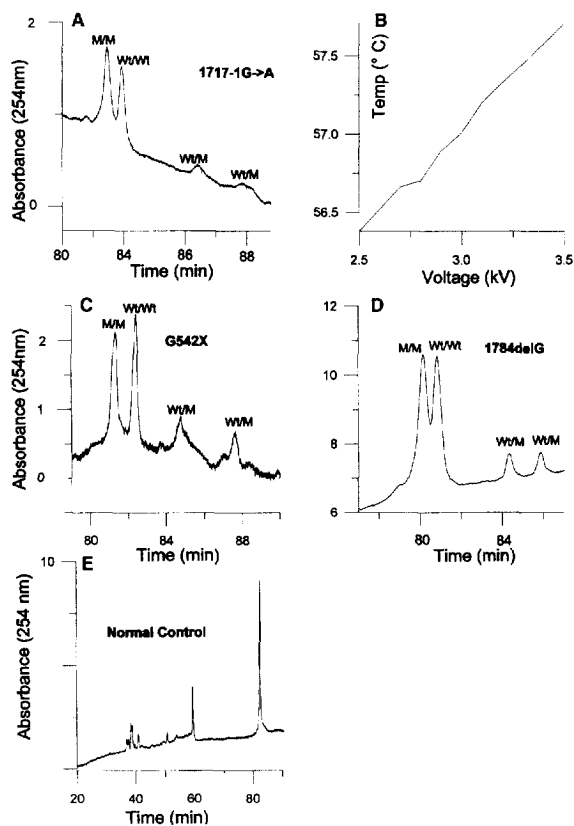 A
2
M/M
Wt/Wt
1717-1G->A
1
Wt/M
Wt/M
0
Absorbance (254nm)
80 84 86 88
Time (min)
B
57.5
Temp (° C)
57.0
56.5
2.5 3.0 3.5
Voltage (kV)
C
Wt/Wt
M/M
G542X
2
1
Wt/M
Wt/M
0
Absorbance (254nm)
80 82 84 88
Time (min)
12
D
M/M
Wt/Wt
1784delG
10
8
Wt/M
Wt/M
6
80 84
Time (min)
E
10
Normal Control
Absorbance (254 nm)
20 40 60 80
Time (min)